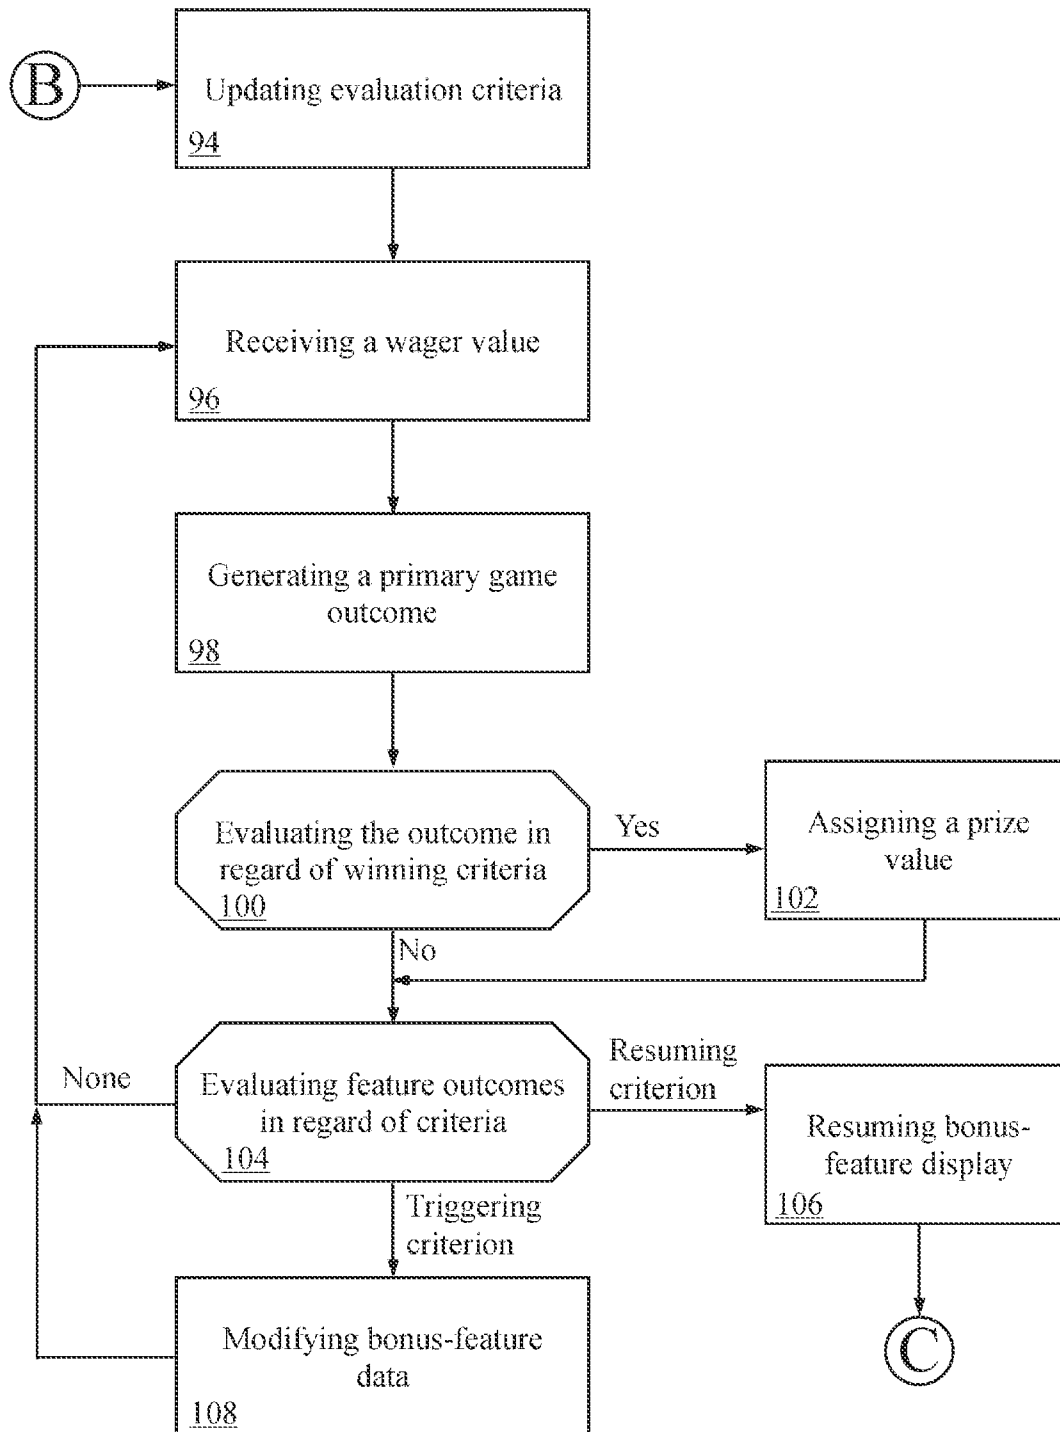 B
Updating evaluation criteria
94
Receiving a wager value
96
Generating a primary game
outcome
98
Evaluating the outcome in
regard of winning criteria
100
Yes
Assigning a prize
value
102
No
None
Evaluating feature outcomes
in regard of criteria
104
Resuming
criterion
Resuming bonus-
feature display
106
Triggering
criterion
Modifying bonus-feature
data
108
C